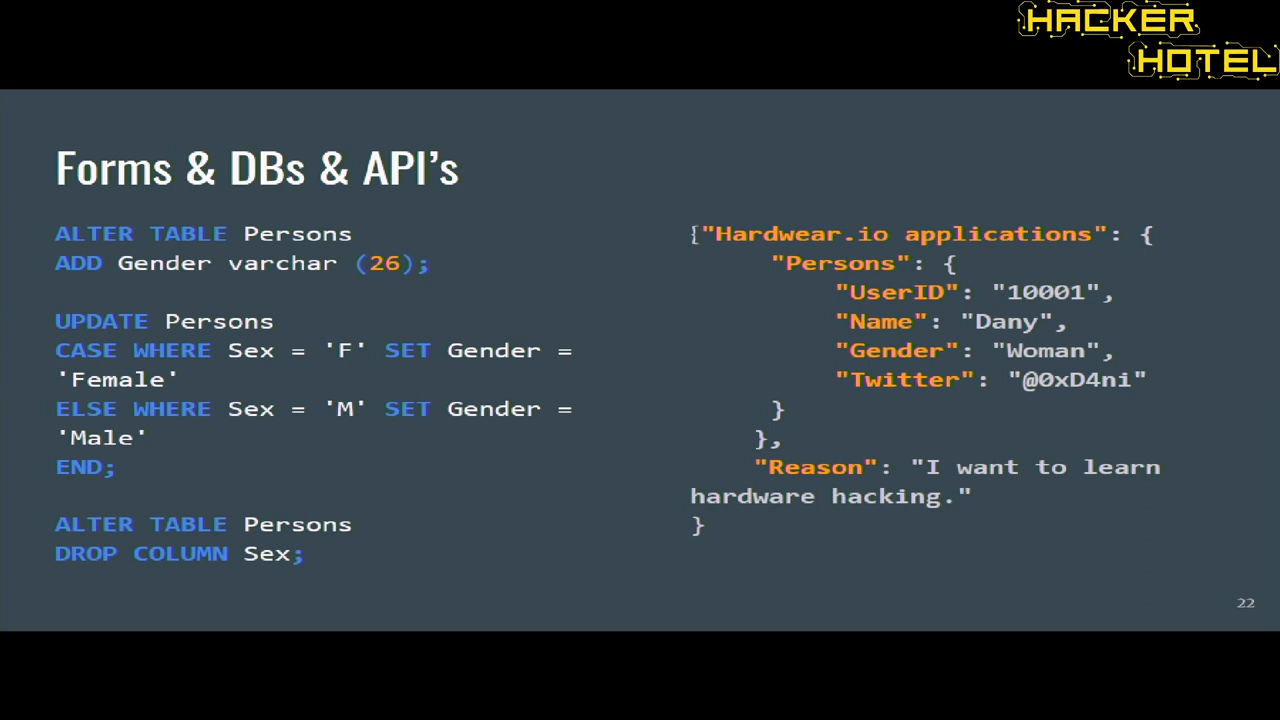 HACKER
HOTEL
Forms & DBs & API's
ALTER TABLE Persons
ADD Gender varchar (26);
UPDATE Persons
CASE WHERE Sex = 'F' SET Gender =
'Female'
ELSE WHERE Sex = 'M' SET Gender =
'Male'
END;
ALTER TABLE Persons
DROP COLUMN Sex;
{"Hardwear.io applications": {
"Persons": {
"UserID": "10001",
"Name": "Dany",
"Gender": "Woman",
"Twitter": "@0xD4ni"
}
},
"Reason": "I want to learn
hardware hacking."
}
22